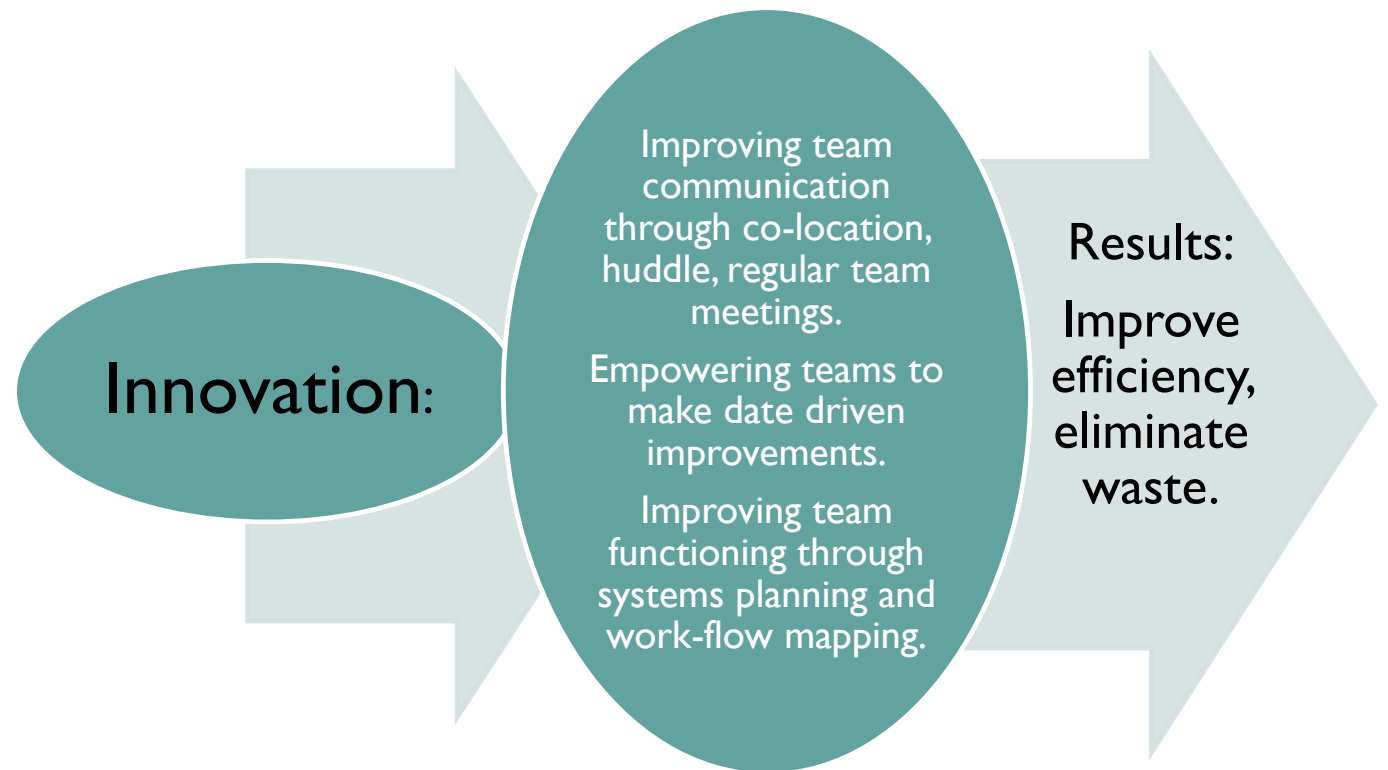 Innovation:
Improving team
communication
through co-location,
huddle, regular team
meetings.
Empowering teams to
make date driven
improvements.
Improving team
functioning through
systems planning and
work-flow mapping.
Results:
Improve
efficiency,
eliminate
waste.